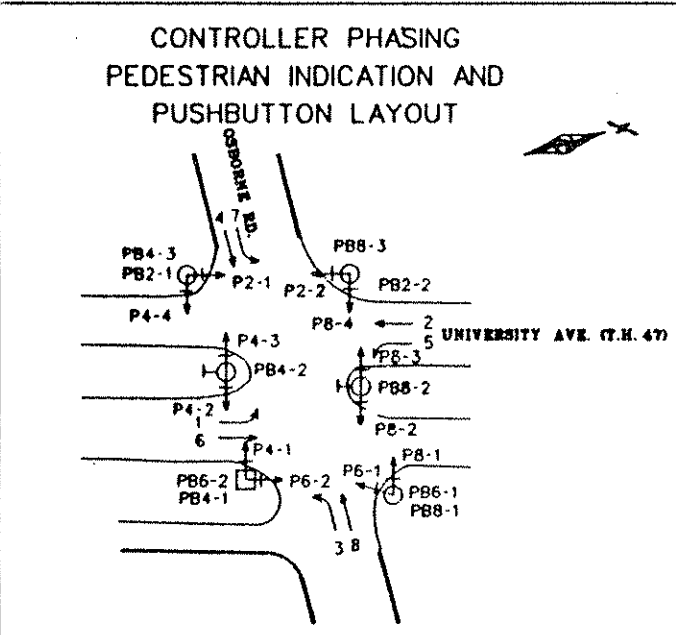 CONTROLLER PHASING
PEDESTRIAN INDICATION AND
PUSHBUTTON LAYOUT
OSBORNE RD.
4 7
PB4-3
PB2-1
PB8-3
P2-1
P2-2
PB2-2
P4-4
P8-4
2
UNIVERSITY AVE. (T.H. 47)
5
P4-3
P8-3
PB4-2
PB8-2
P4-2
1
P8-2
6
P4-1
P8-1
P6-1
PB6-2
P6-2
PB6-1
PB4-1
PB8-1
3 8